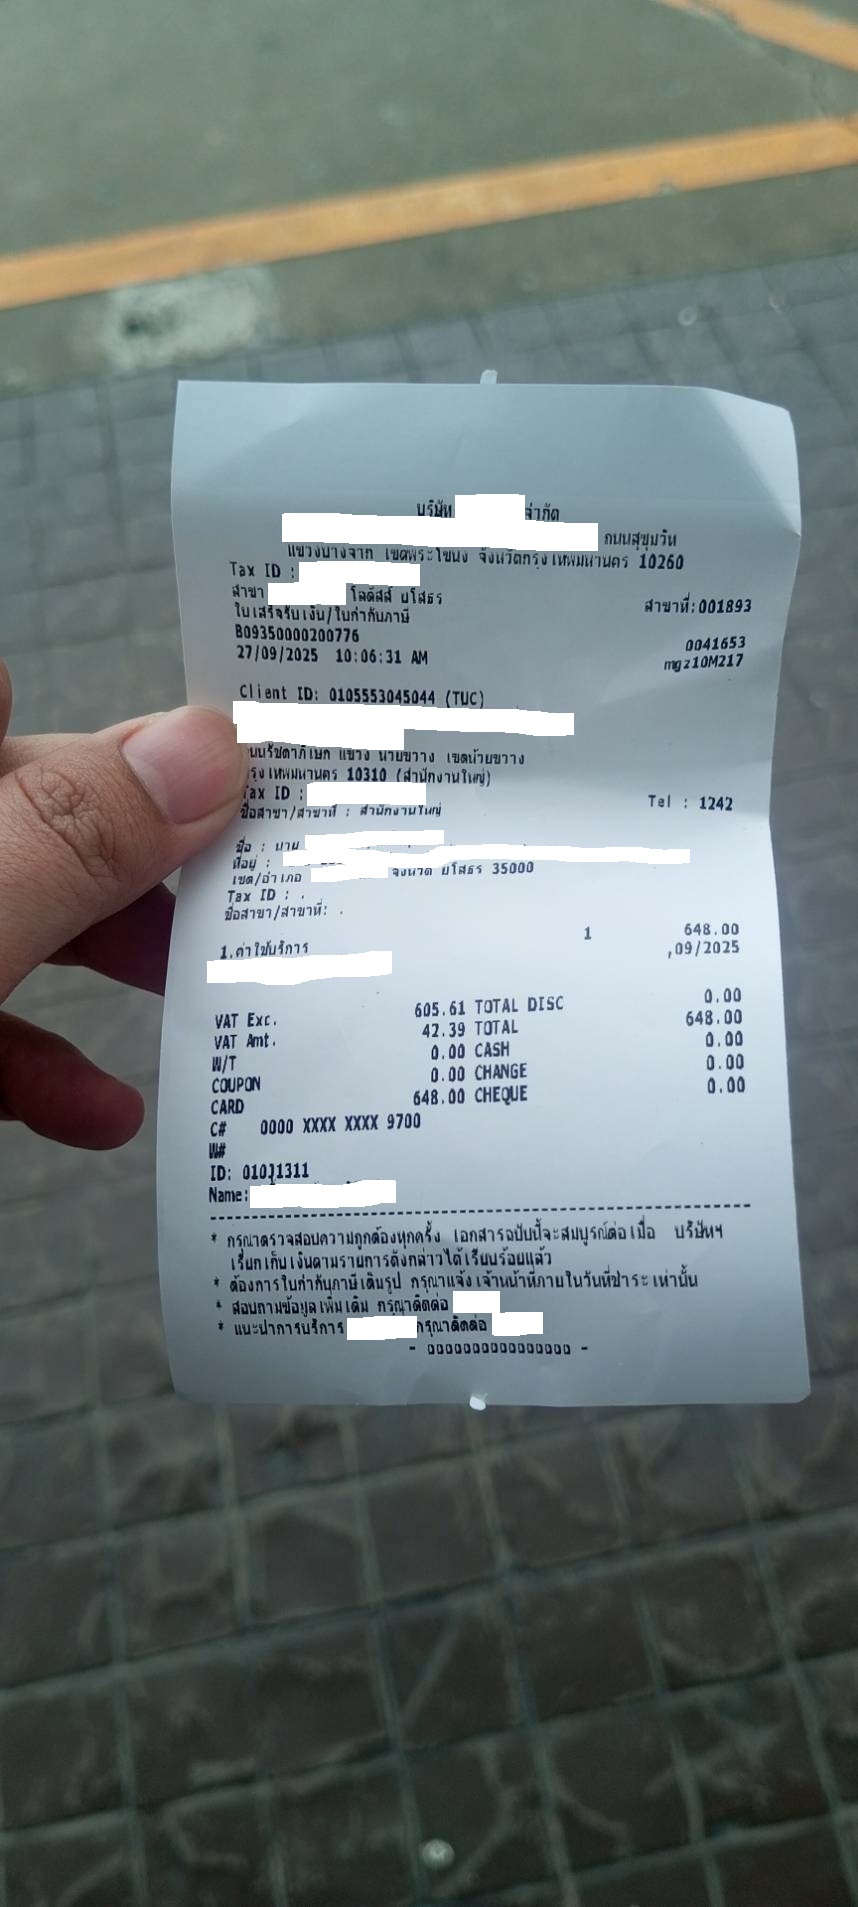 บริษัท จำกัด
ถนนสุขุมวิท
แขวงบางจาก เขตพระโขนง จังหวัดกรุงเทพมหานคร 10260
Tax ID :
สาขา โลตัสส์ ยโสธร สาขาที่:001893
ใบเสร็จรับเงิน/ใบกำกับภาษี
B09350000200776 0041653
27/09/2025 10:06:31 AM mgz10M217
Client ID: 0105553045044 (TUC)
ถนนรัชดาภิเษก แขวง ห้วยขวาง เขตห้วยขวาง
กรุงเทพมหานคร 10310 (สำนักงานใหญ่)
Tax ID :
ชื่อสาขา/สาขาที่ : สำนักงานใหญ่ Tel : 1242
ชื่อ : นาย
ที่อยู่ :
เขต/อำเภอ จังหวัด ยโสธร 35000
Tax ID : .
ชื่อสาขา/สาขาที่: .
1.ค่าใช้บริการ 1 648.00
,09/2025
VAT Exc. 605.61 TOTAL DISC 0.00
VAT Amt. 42.39 TOTAL 648.00
W/T 0.00 CASH 0.00
COUPON 0.00 CHANGE 0.00
CARD 648.00 CHEQUE 0.00
C# 0000 XXXX XXXX 9700
W#
ID: 01011311
Name:
* กรุณาตรวจสอบความถูกต้องทุกครั้ง เอกสารฉบับนี้จะสมบูรณ์ต่อเมื่อ บริษัทฯ
เรียกเก็บเงินตามรายการดังกล่าวได้เรียบร้อยแล้ว
* ต้องการใบกำกับภาษีเต็มรูป กรุณาแจ้งเจ้าหน้าที่ภายในวันที่ชำระเท่านั้น
* สอบถามข้อมูลเพิ่มเติม กรุณาติดต่อ
* แนะนำการบริการ กรุณาติดต่อ